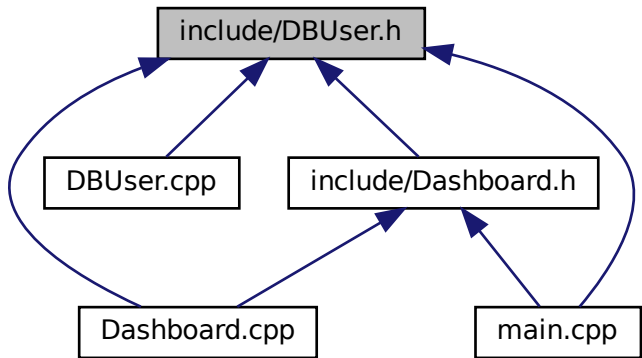 include/DBUser.h
DBUser.cpp
include/Dashboard.h
Dashboard.cpp
main.cpp